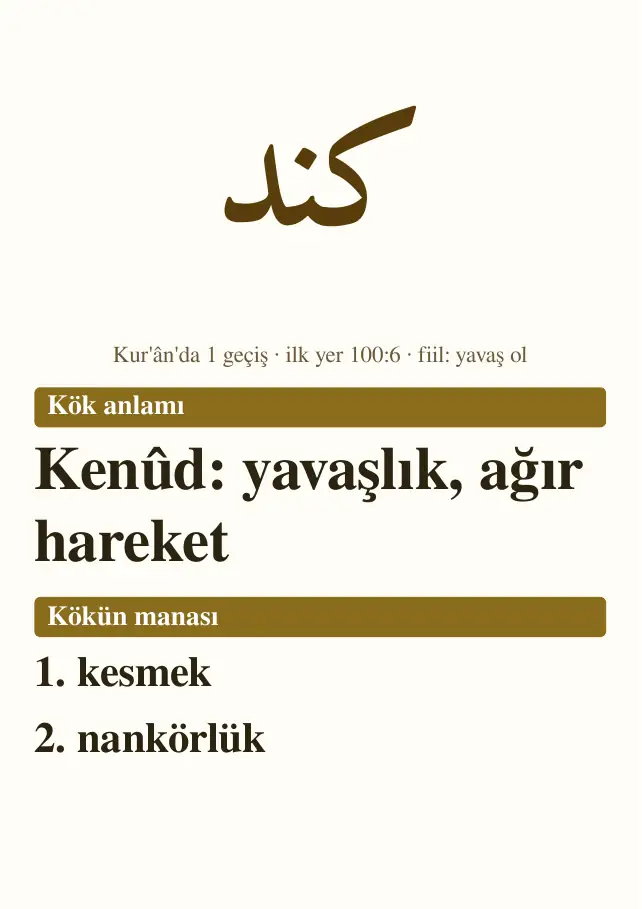 کند
Kur'ân'da 1 geçiş · ilk yer 100:6 · fiil: yavaş ol
Kök anlamı
Kenûd: yavaşlık, ağır
hareket
Kökün manası
1. kesmek
2. nankörlük